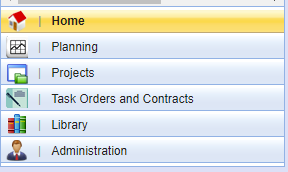 Home
Planning
Projects
Task Orders and Contracts
Library
Administration